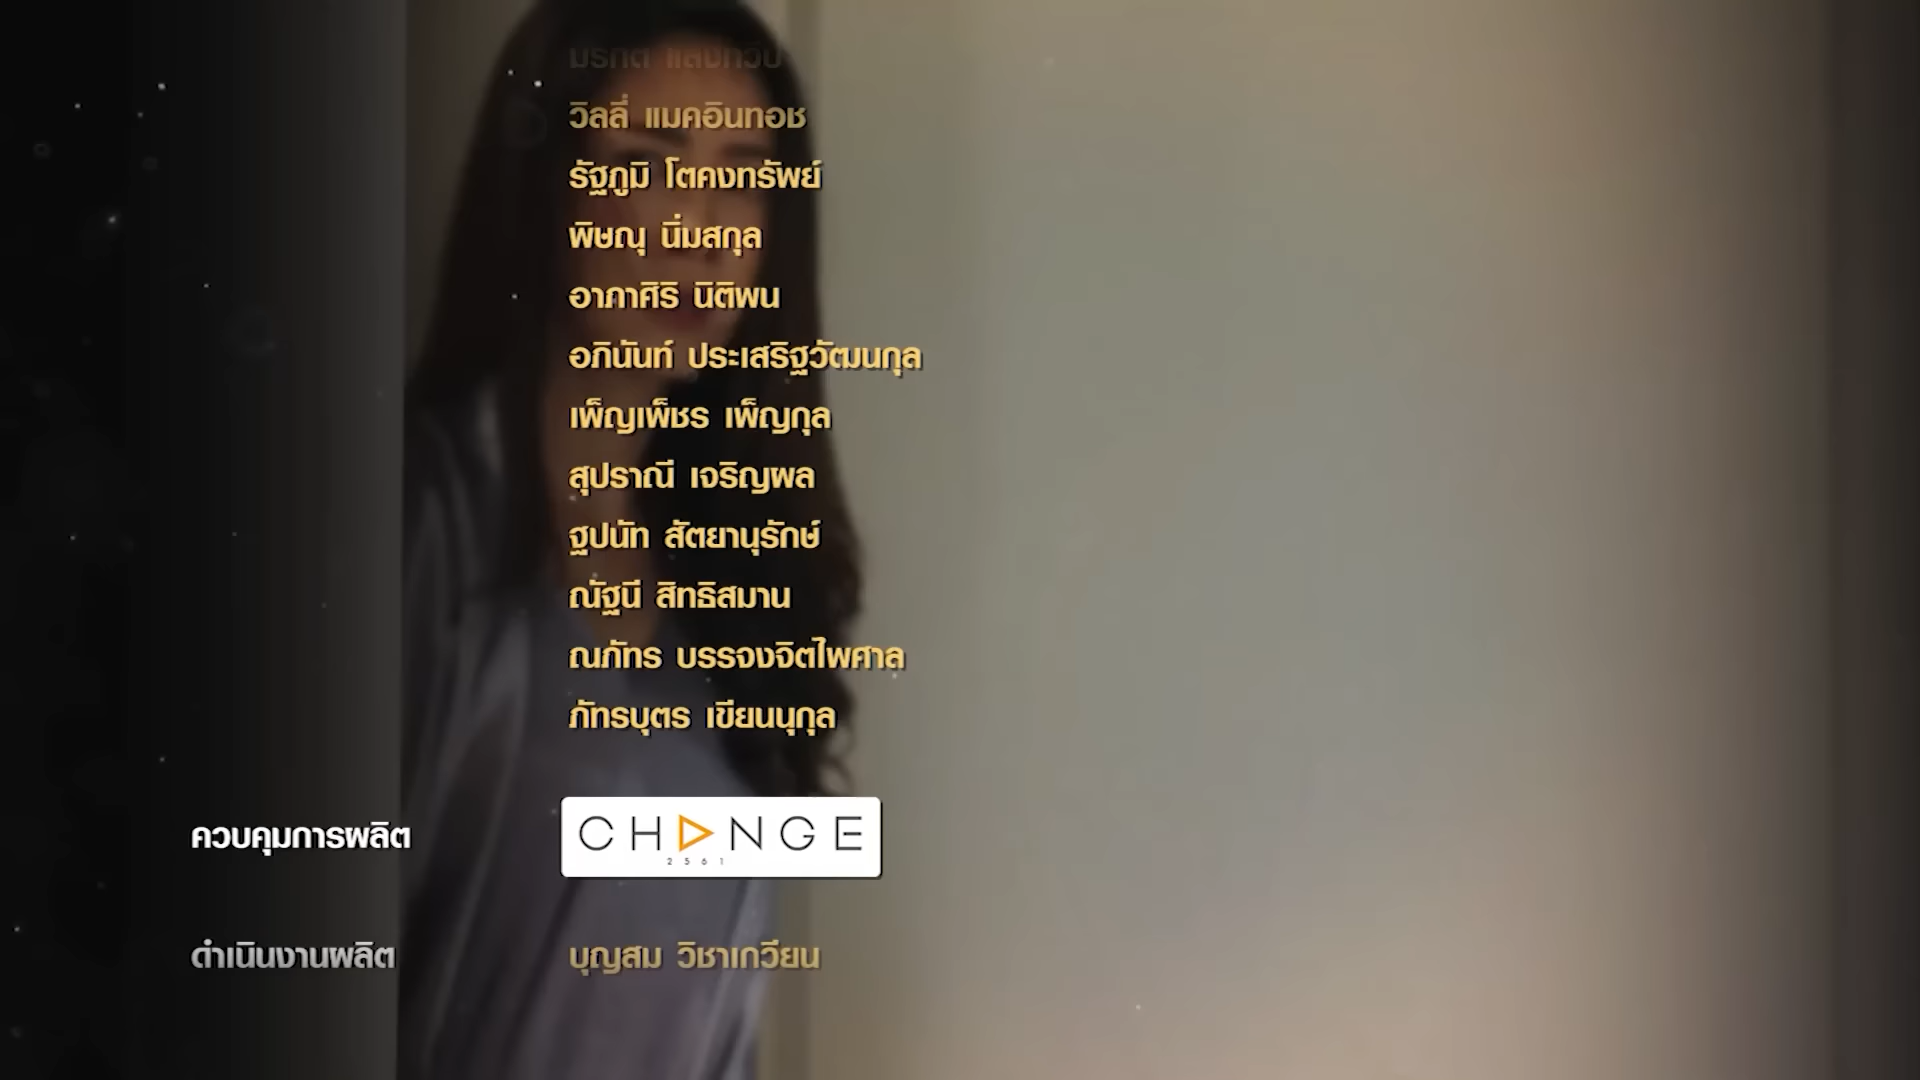 วิลลี่ แมคอินทอช
รัฐภูมิ โตคงทรัพย์
พิษณุ นิ่มสกุล
อาภาศิริ นิติพน
อภินันท์ ประเสริฐวัฒนกุล
เพ็ญเพ็ชร เพ็ญกุล
สุปราณี เจริญผล
ฐปนัท สัตยานุรักษ์
ณัฐนี สิทธิสมาน
ณภัทร บรรจงจิตไพศาล
ภัทรบุตร เขียนนุกุล
ควบคุมการผลิต CHANGE
2561
ดำเนินงานผลิต บุญสม วิชาเกวียน